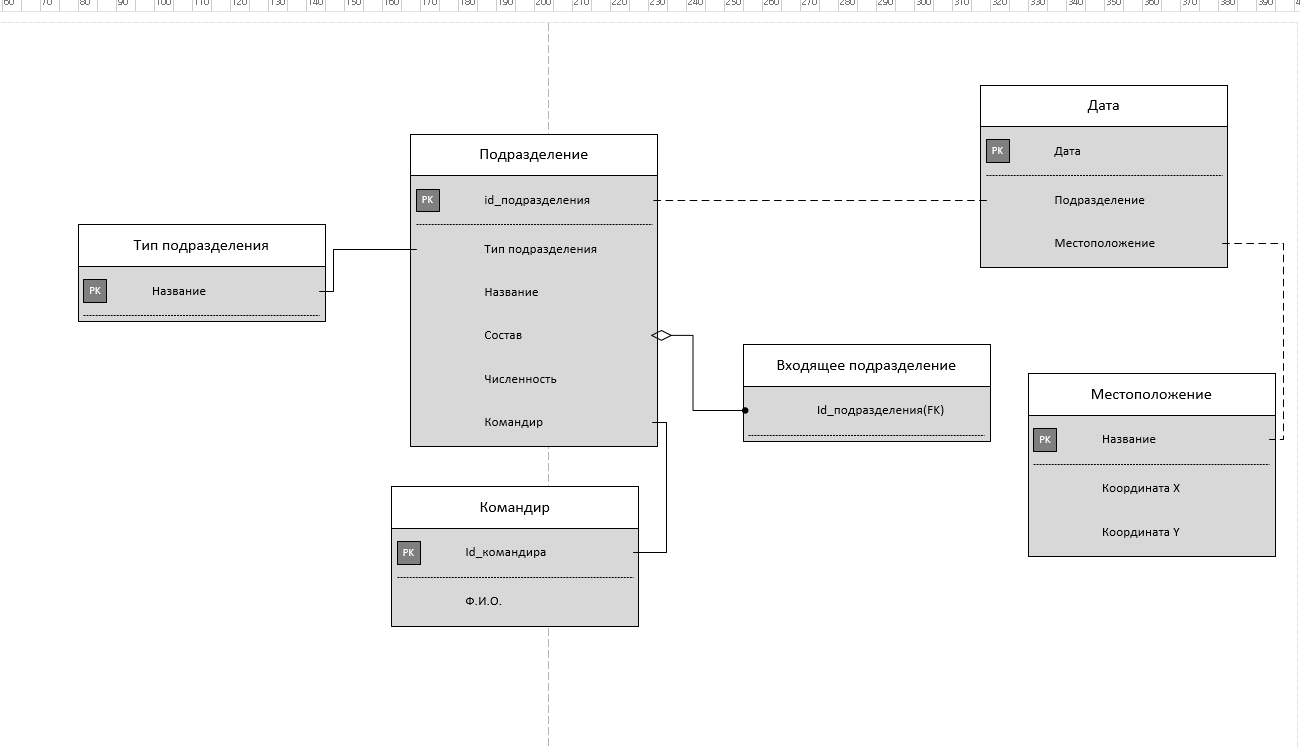 60 70 80 90 100 110 120 130 140 150 160 170 180 190 200 210 220 230 240 250 260 270 280 290 300 310 320 330 340 350 360 370 380 390
Дата
PK Дата
Подразделение
Местоположение
Подразделение
PK id_подразделения
Тип подразделения
Название
Состав
Численность
Командир
Тип подразделения
PK Название
Входящее подразделение
Id_подразделения(FK)
Местоположение
PK Название
Координата X
Координата Y
Командир
PK Id_командира
Ф.И.О.